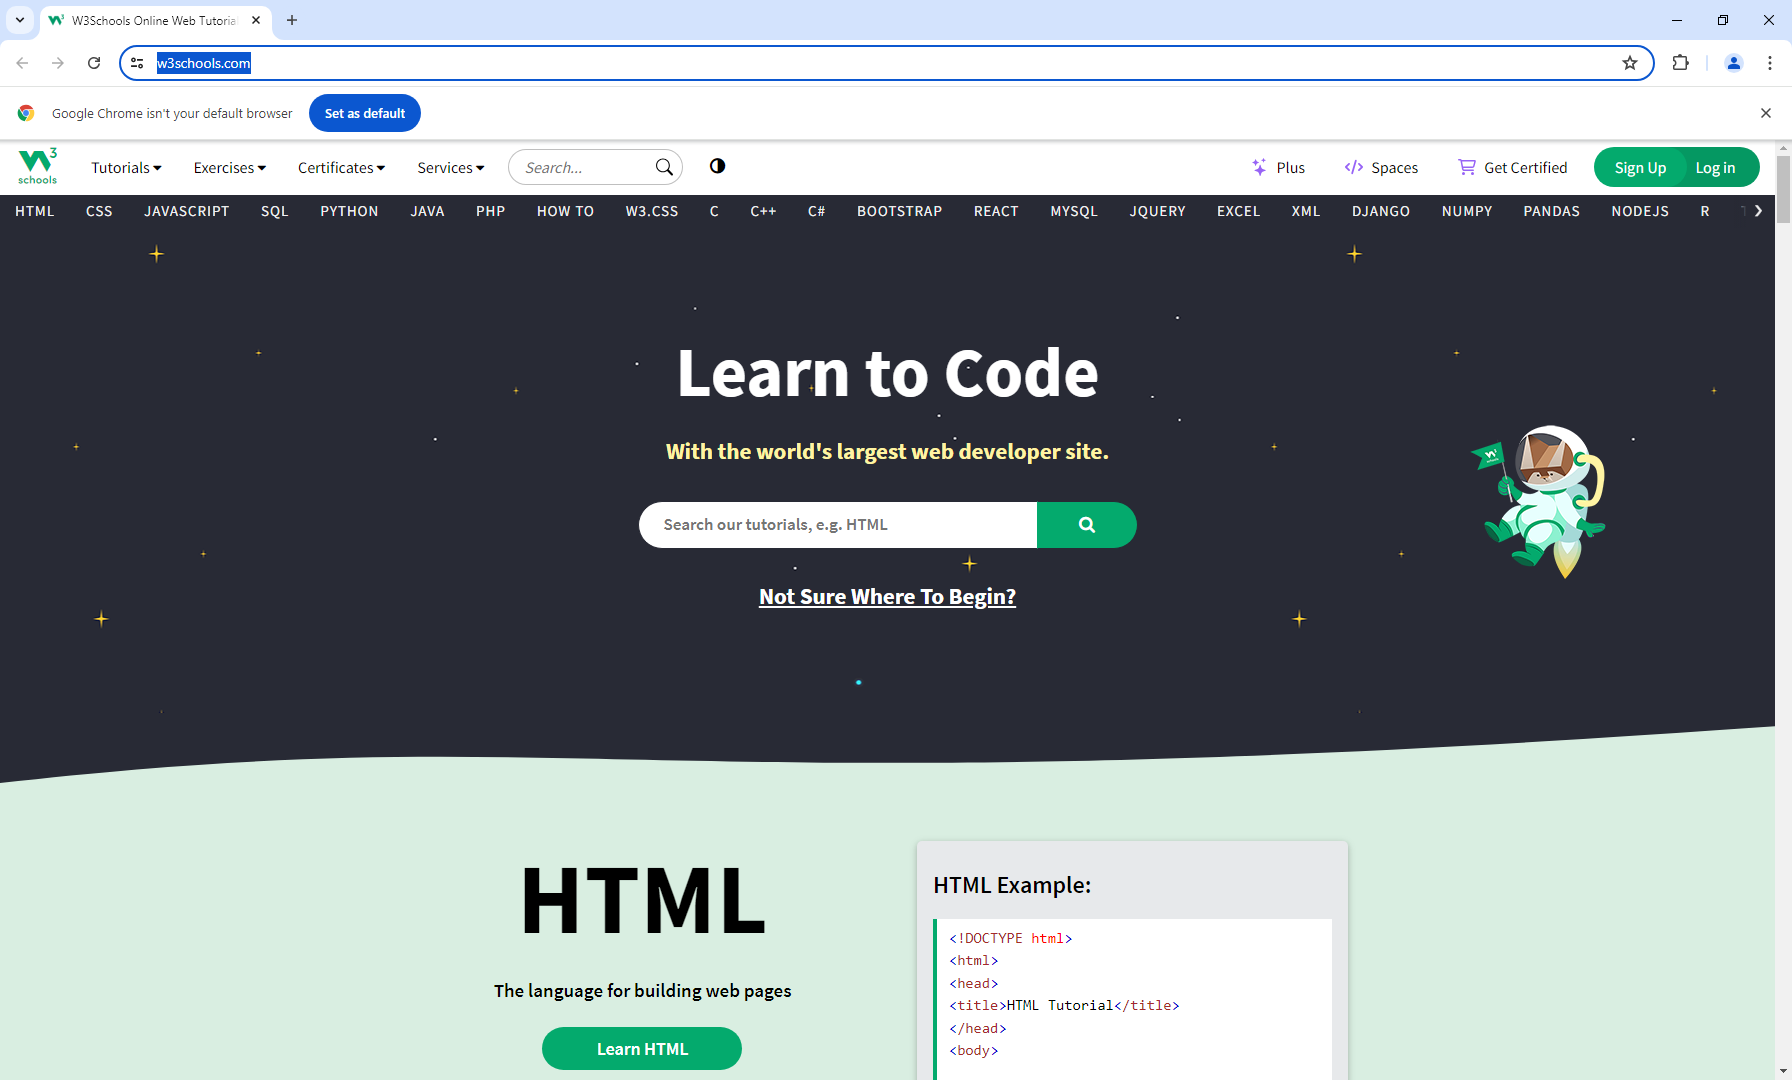 W3Schools Online Web Tutorial
w3schools.com
Google Chrome isn't your default browser
Set as default
W3 schools
Tutorials Exercises Certificates Services Search... Plus Spaces Get Certified Sign Up Log in
HTML CSS JAVASCRIPT SQL PYTHON JAVA PHP HOW TO W3.CSS C C++ C# BOOTSTRAP REACT MYSQL JQUERY EXCEL XML DJANGO NUMPY PANDAS NODEJS R
Learn to Code
With the world's largest web developer site.
Search our tutorials, e.g. HTML
Not Sure Where To Begin?
HTML
The language for building web pages
Learn HTML
HTML Example:
<!DOCTYPE html>
<html>
<head>
<title>HTML Tutorial</title>
</head>
<body>